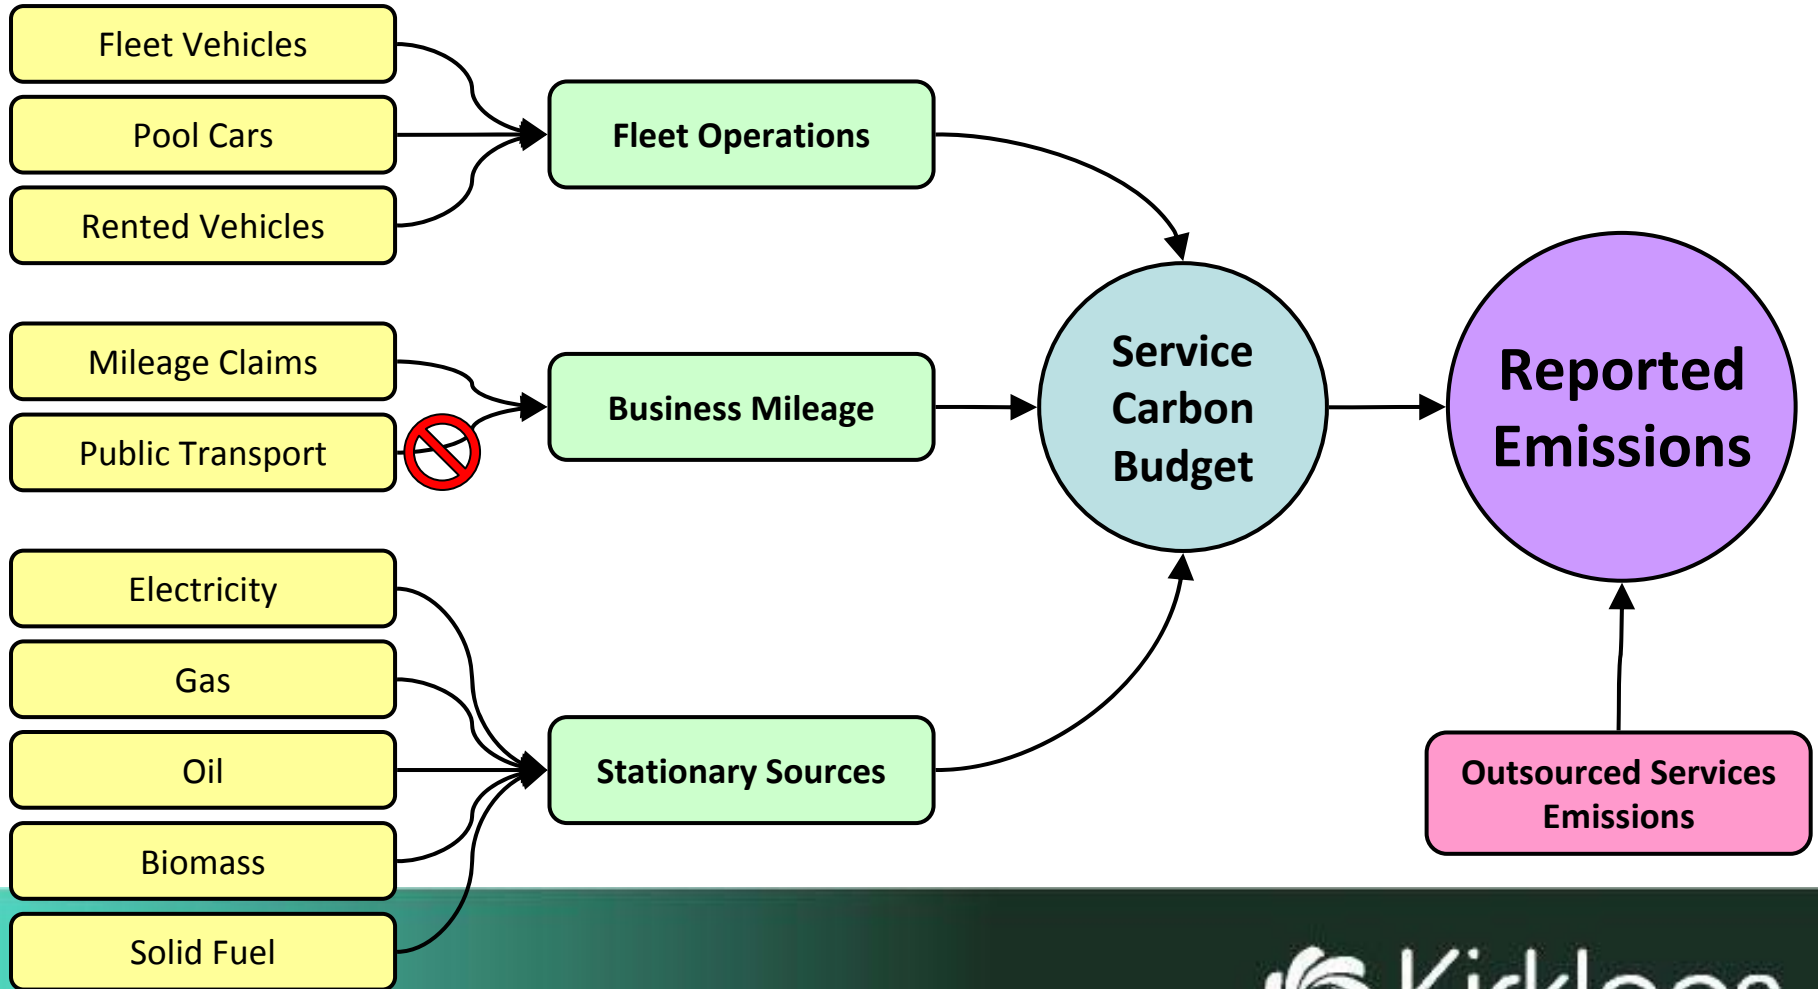 Fleet Vehicles
Pool Cars
Rented Vehicles
Fleet Operations
Mileage Claims
Public Transport
Business Mileage
Electricity
Gas
Oil
Biomass
Solid Fuel
Stationary Sources
Service
Carbon
Budget
Reported
Emissions
Outsourced Services
Emissions
Kirklees